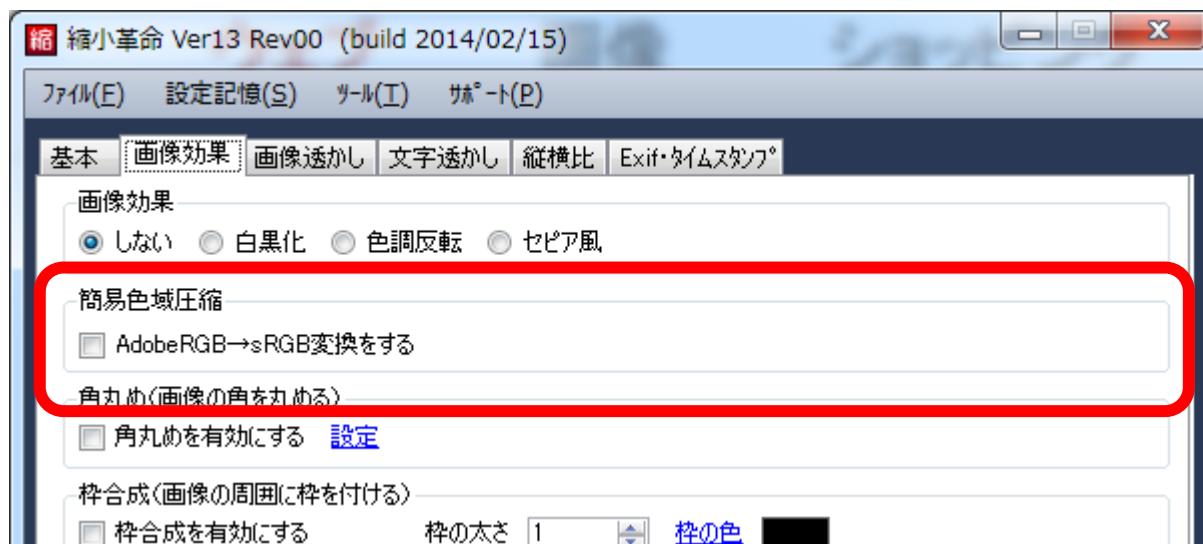 縮 縮小革命 Ver13 Rev00 (build 2014/02/15)
ﾌｧｲﾙ(F) 設定記憶(S) ﾂｰﾙ(T) ｻﾎﾟｰﾄ(P)
基本 画像効果 画像透かし 文字透かし 縦横比 Exif・ﾀｲﾑｽﾀﾝﾌﾟ
画像効果
しない 白黒化 色調反転 セピア風
簡易色域圧縮
AdobeRGB→sRGB変換をする
角丸め(画像の角を丸める)
角丸めを有効にする 設定
枠合成(画像の周囲に枠を付ける)
枠合成を有効にする 枠の太さ 1 枠の色